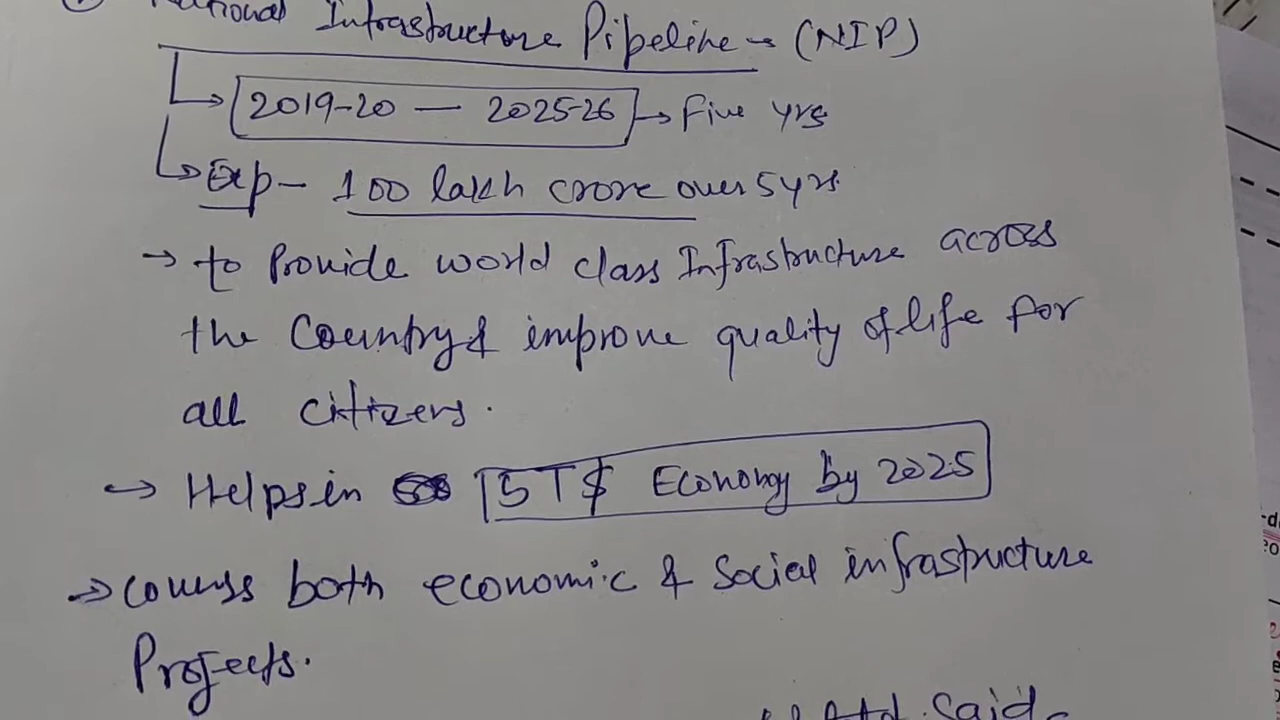 National Infrastructure Pipeline → (NIP)
2019-20 — 2025-26 → Five yrs
Exp - 100 lakh crore over 5 yrs
→ to Provide world class Infrastructure across
the Country & improve quality of life for
all citizens.
→ Helps in 5T$ Economy by 2025
→ covers both economic & Social infrastructure
Projects.
Said